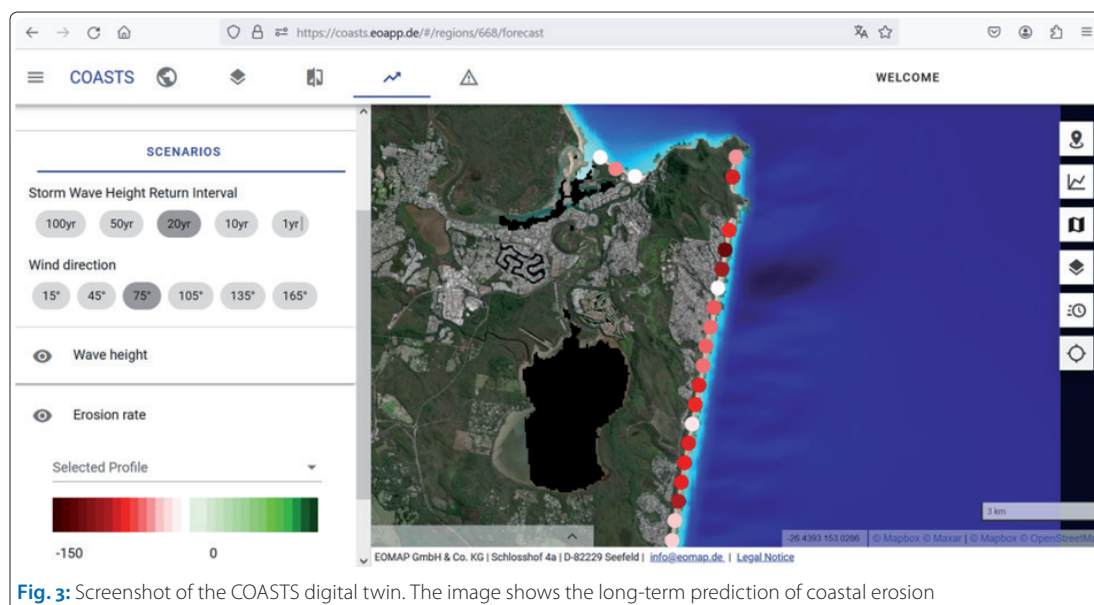 https://coasts.eoapp.de/#/regions/668/forecast
COASTS
WELCOME
SCENARIOS
Storm Wave Height Return Interval
100yr 50yr 20yr 10yr 1yr
Wind direction
15° 45° 75° 105° 135° 165°
Wave height
Erosion rate
Selected Profile
-150 0
3 km
-26.4393 153.0286 © Mapbox © Maxar | © Mapbox © OpenStreetMa
EOMAP GmbH & Co. KG | Schlosshof 4a | D-82229 Seefeld | info@eomap.de | Legal Notice
Fig. 3: Screenshot of the COASTS digital twin. The image shows the long-term prediction of coastal erosion